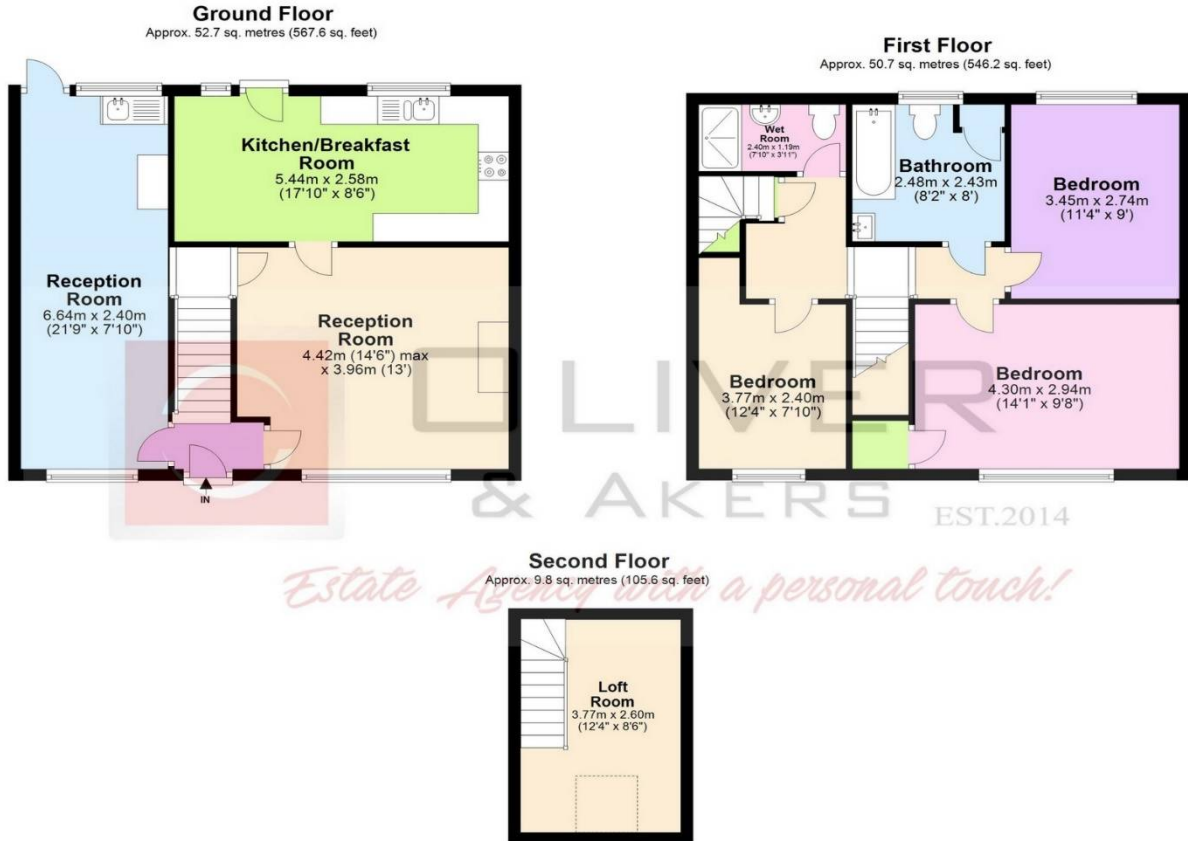 Ground Floor
Approx. 52.7 sq. metres (567.6 sq. feet)
Kitchen/Breakfast
Room
5.44m x 2.58m
(17'10" x 8'6")
Reception
Room
6.64m x 2.40m
(21'9" x 7'10")
Reception
Room
4.42m (14'6") max
x 3.96m (13')
IN
First Floor
Approx. 50.7 sq. metres (546.2 sq. feet)
Wet
Room
2.40m x 1.19m
(7'10" x 3'11")
Bathroom
2.48m x 2.43m
(8'2" x 8')
Bedroom
3.45m x 2.74m
(11'4" x 9')
Bedroom
3.77m x 2.40m
(12'4" x 7'10")
Bedroom
4.30m x 2.94m
(14'1" x 9'8")
OLIVER
& AKERS
EST.2014
Estate Agency with a personal touch!
Second Floor
Approx. 9.8 sq. metres (105.6 sq. feet)
Loft
Room
3.77m x 2.60m
(12'4" x 8'6")